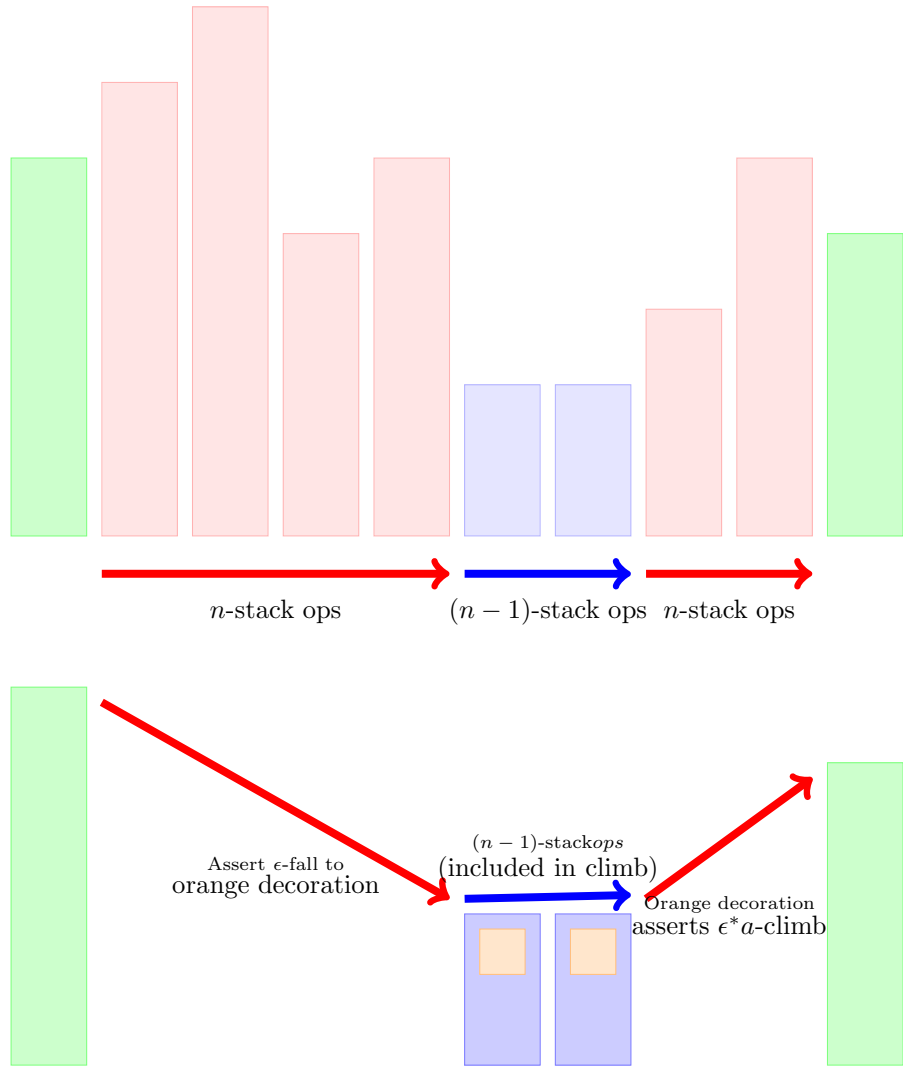 n-stack ops
(n − 1)-stack ops
n-stack ops
(n − 1)-stackops
(included in climb)
Assert ϵ-fall to
orange decoration
Orange decoration
asserts ϵ*a-climb